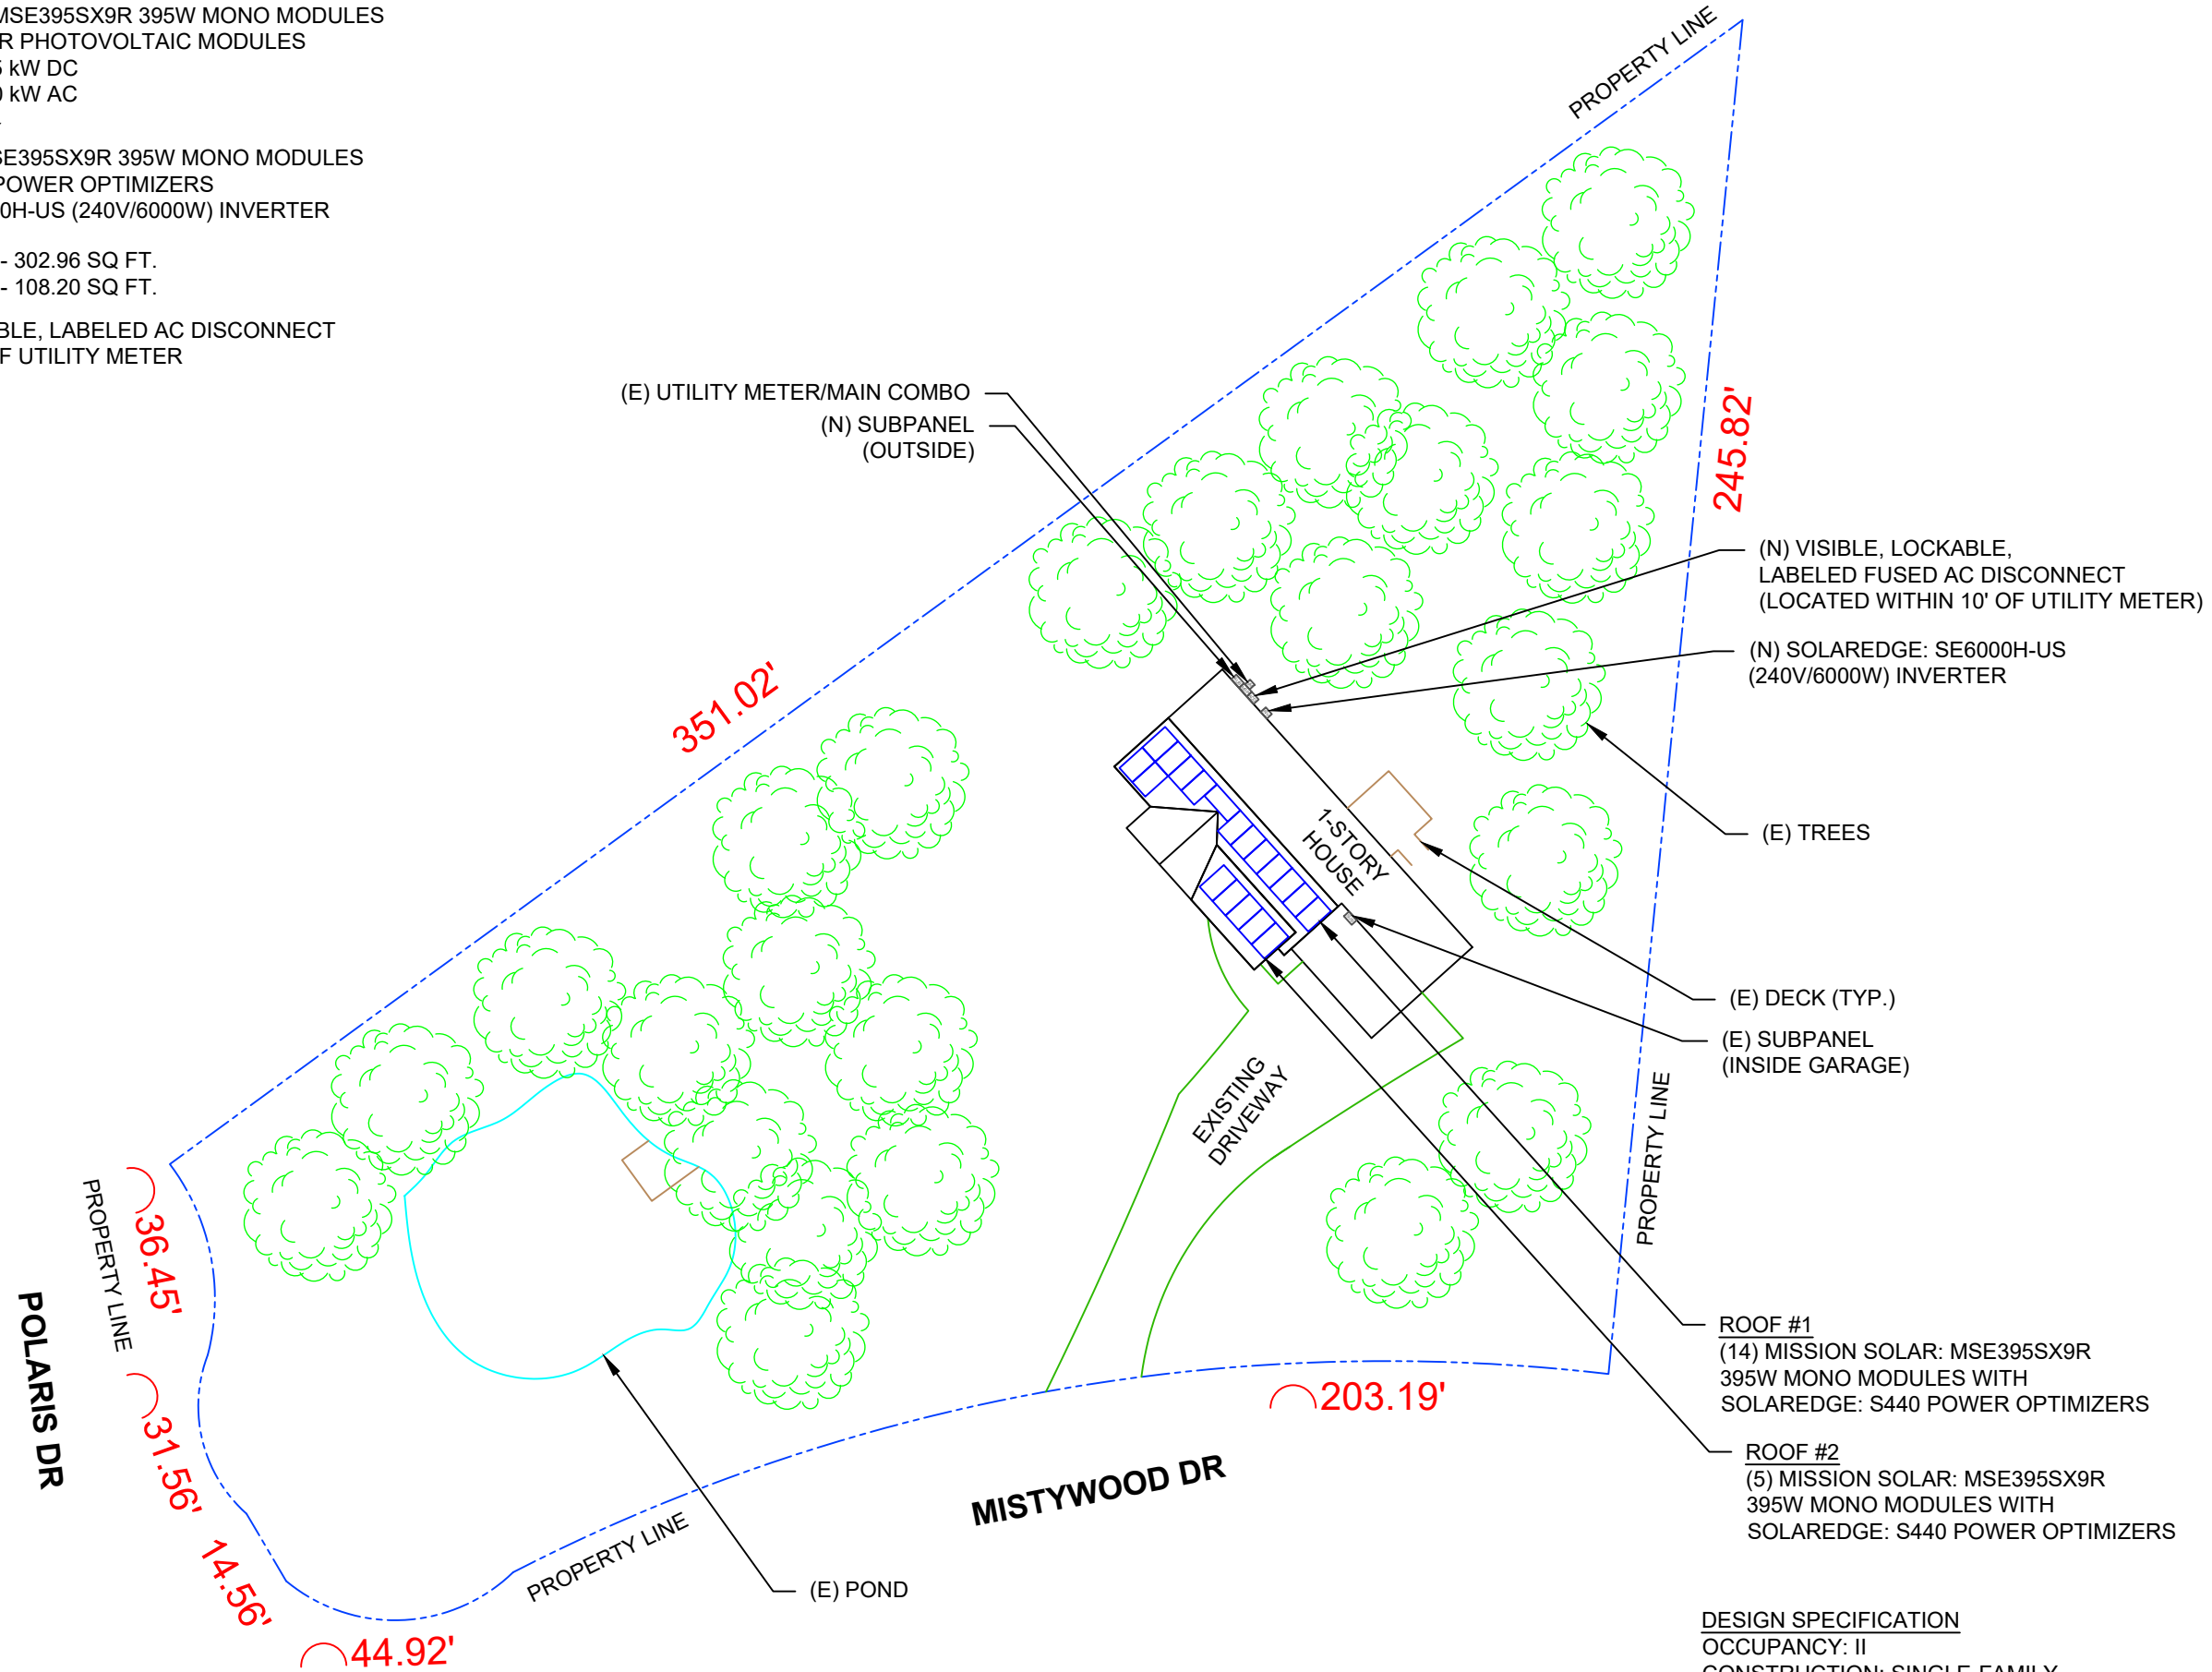 MSE395SX9R 395W MONO MODULES
R PHOTOVOLTAIC MODULES
kW DC
kW AC
SE395SX9R 395W MONO MODULES
POWER OPTIMIZERS
0H-US (240V/6000W) INVERTER
- 302.96 SQ FT.
- 108.20 SQ FT.
BLE, LABELED AC DISCONNECT
F UTILITY METER
PROPERTY LINE
(E) UTILITY METER/MAIN COMBO
(N) SUBPANEL
(OUTSIDE)
245.82'
(N) VISIBLE, LOCKABLE,
LABELED FUSED AC DISCONNECT
(LOCATED WITHIN 10' OF UTILITY METER)
(N) SOLAREDGE: SE6000H-US
(240V/6000W) INVERTER
351.02'
1-STORY
HOUSE
(E) TREES
(E) DECK (TYP.)
(E) SUBPANEL
(INSIDE GARAGE)
EXISTING
DRIVEWAY
PROPERTY LINE
36.45'
PROPERTY LINE
POLARIS DR
31.56'
14.56'
44.92'
PROPERTY LINE
(E) POND
MISTYWOOD DR
203.19'
ROOF #1
(14) MISSION SOLAR: MSE395SX9R
395W MONO MODULES WITH
SOLAREDGE: S440 POWER OPTIMIZERS
ROOF #2
(5) MISSION SOLAR: MSE395SX9R
395W MONO MODULES WITH
SOLAREDGE: S440 POWER OPTIMIZERS
DESIGN SPECIFICATION
OCCUPANCY: II
CONSTRUCTION: SINGLE-FAMILY